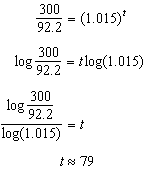 300/92.2 = (1.015)^t
log 300/92.2 = t log(1.015)
log 300/92.2 / log(1.015) = t
t ≈ 79